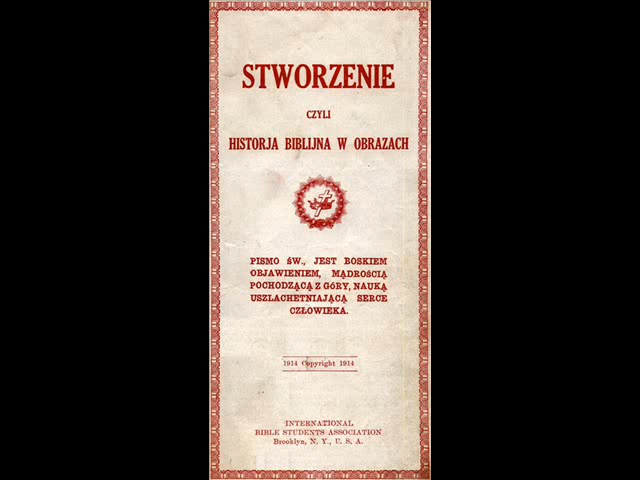 STWORZENIE
CZYLI
HISTORJA BIBLIJNA W OBRAZACH
PISMO ŚW., JEST BOSKIEM
OBJAWIENIEM, MĄDROŚCIĄ
POCHODZĄCĄ Z GÓRY, NAUKĄ
USZLACHETNIAJĄCĄ SERCE
CZŁOWIEKA.
1914 Copyright 1914
INTERNATIONAL
BIBLE STUDENTS ASSOCIATION
Brooklyn, N. Y., U. S. A.